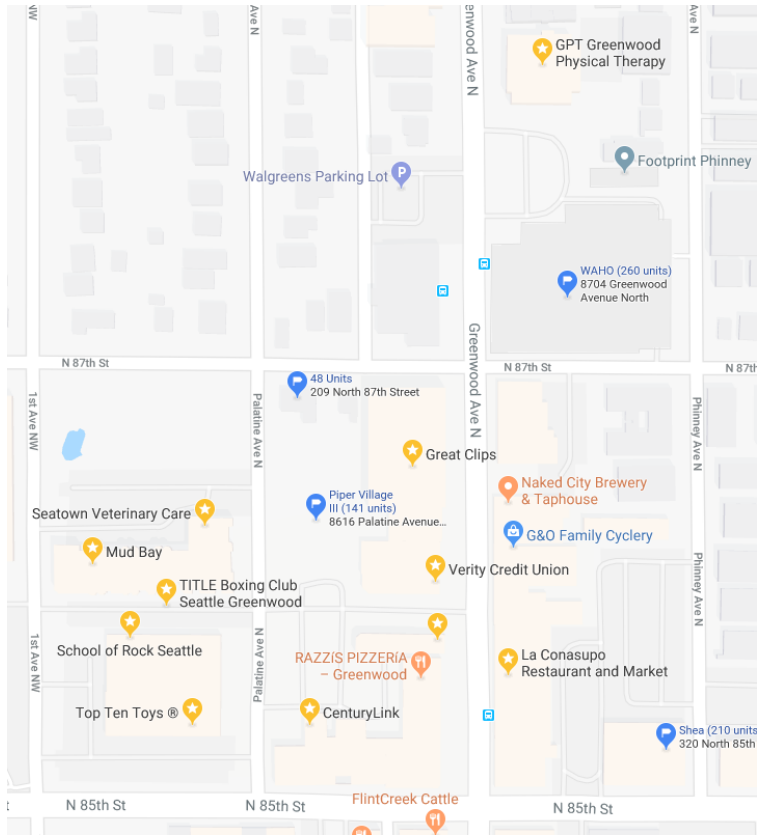 NW
Ave N
enwood Ave N
Ave N
GPT Greenwood
Physical Therapy
Footprint Phinney
Walgreens Parking Lot
P
WAHO (260 units)
8704 Greenwood
Avenue North
Greenwood Ave N
N 87th St
N 87th St
N 87th
48 Units
209 North 87th Street
1st Ave NW
Palatine Ave N
Phinney Ave N
Great Clips
Naked City Brewery
& Taphouse
Piper Village
III (141 units)
8616 Palatine Avenue...
Seatown Veterinary Care
G&O Family Cyclery
Mud Bay
Verity Credit Union
TITLE Boxing Club
Seattle Greenwood
Phinney Ave N
School of Rock Seattle
1st Ave NW
Palatine Ave N
RAZZíS PIZZERíA
– Greenwood
La Conasupo
Restaurant and Market
Top Ten Toys ®
CenturyLink
Shea (210 units
320 North 85th
FlintCreek Cattle
t
N 85th St
N 85th St
N 85th St